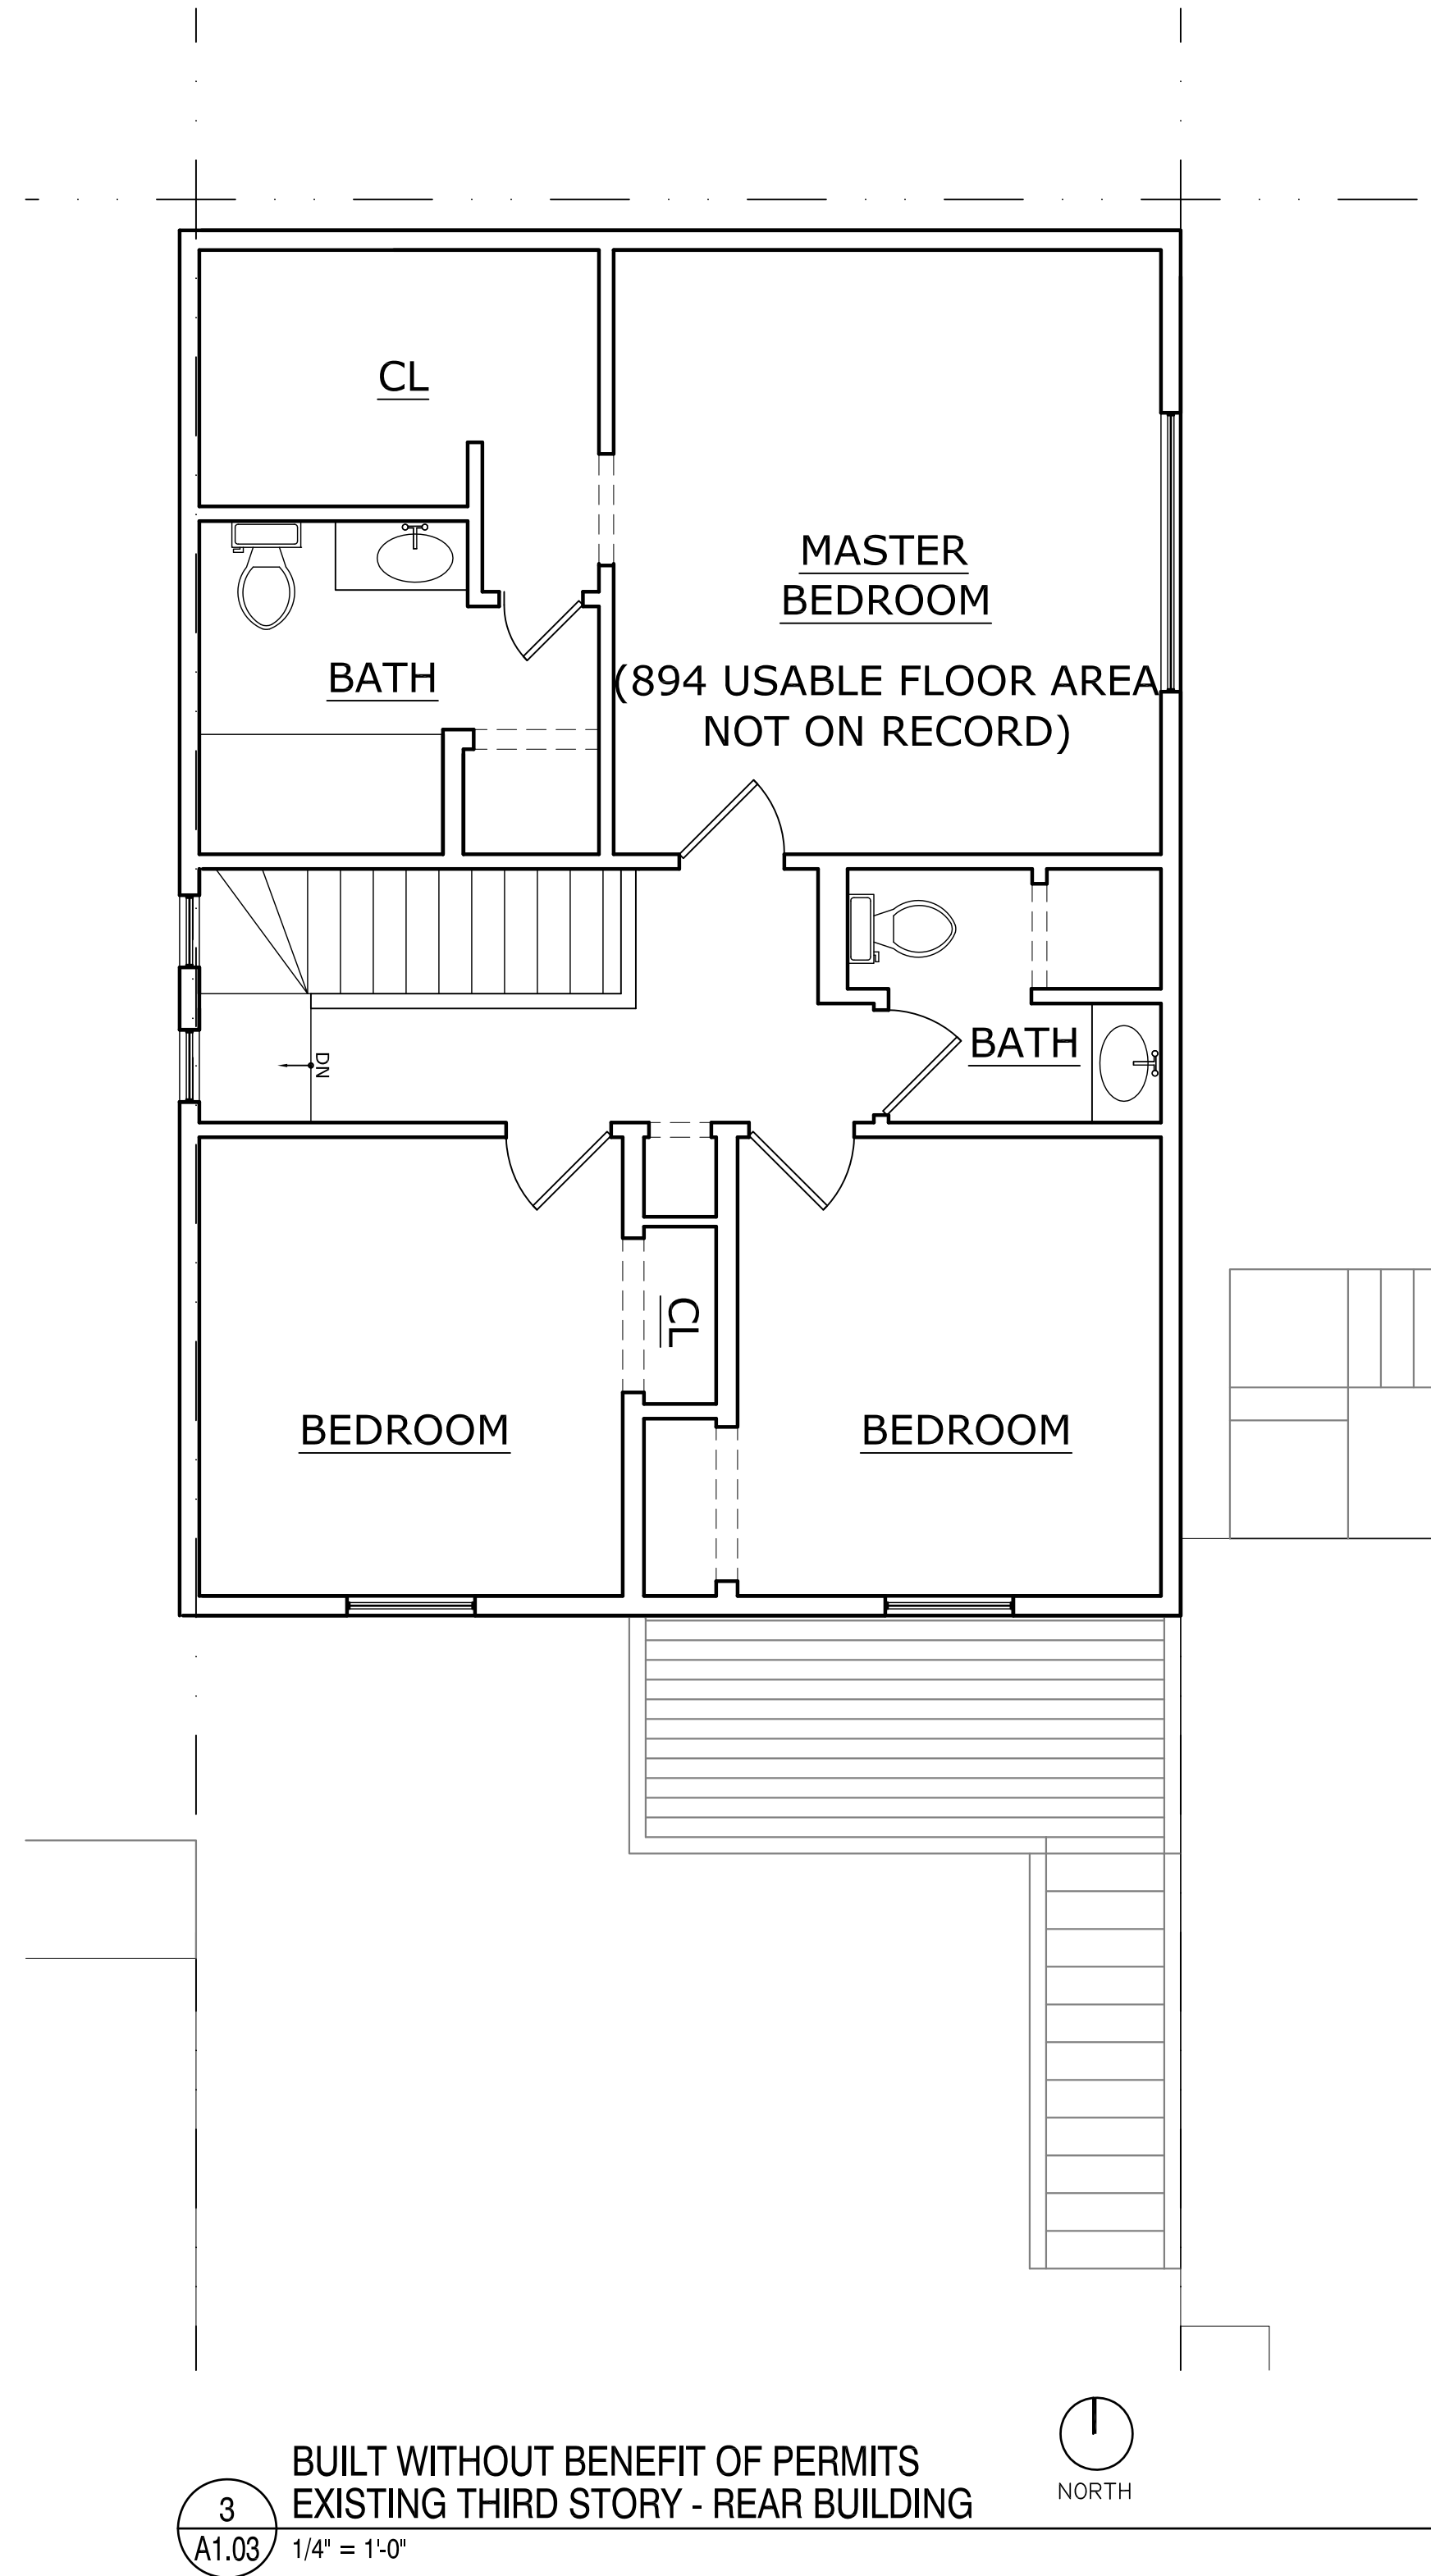 CL
MASTER
BEDROOM
(894 USABLE FLOOR AREA
NOT ON RECORD)
BATH
BATH
DN
CL
BEDROOM
BEDROOM
NORTH
BUILT WITHOUT BENEFIT OF PERMITS
EXISTING THIRD STORY - REAR BUILDING
3
A1.03
1/4" = 1'-0"